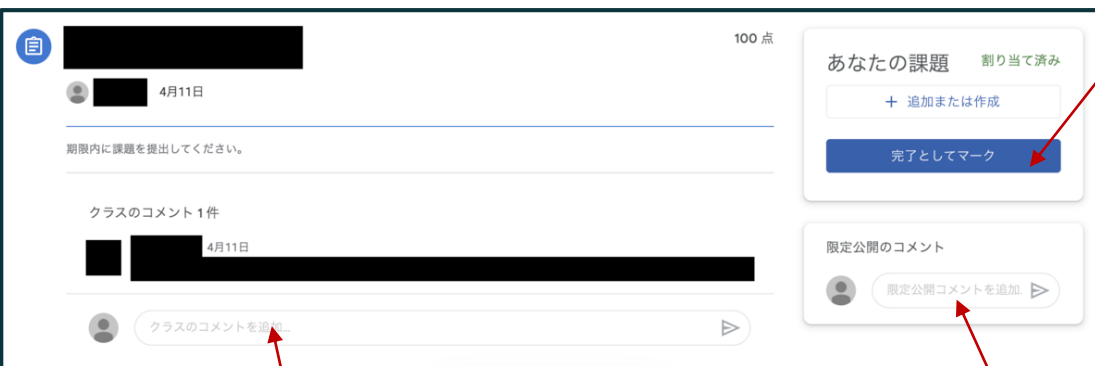 100 点
4月11日
期限内に課題を提出してください。
クラスのコメント 1 件
4月11日
クラスのコメントを追加...
あなたの課題 割り当て済み
+ 追加または作成
完了としてマーク
限定公開のコメント
限定公開コメントを追加.